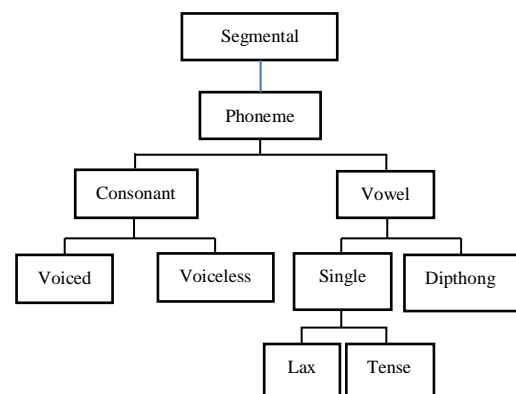 Segmental
Phoneme
Consonant
Vowel
Voiced
Voiceless
Single
Dipthong
Lax
Tense